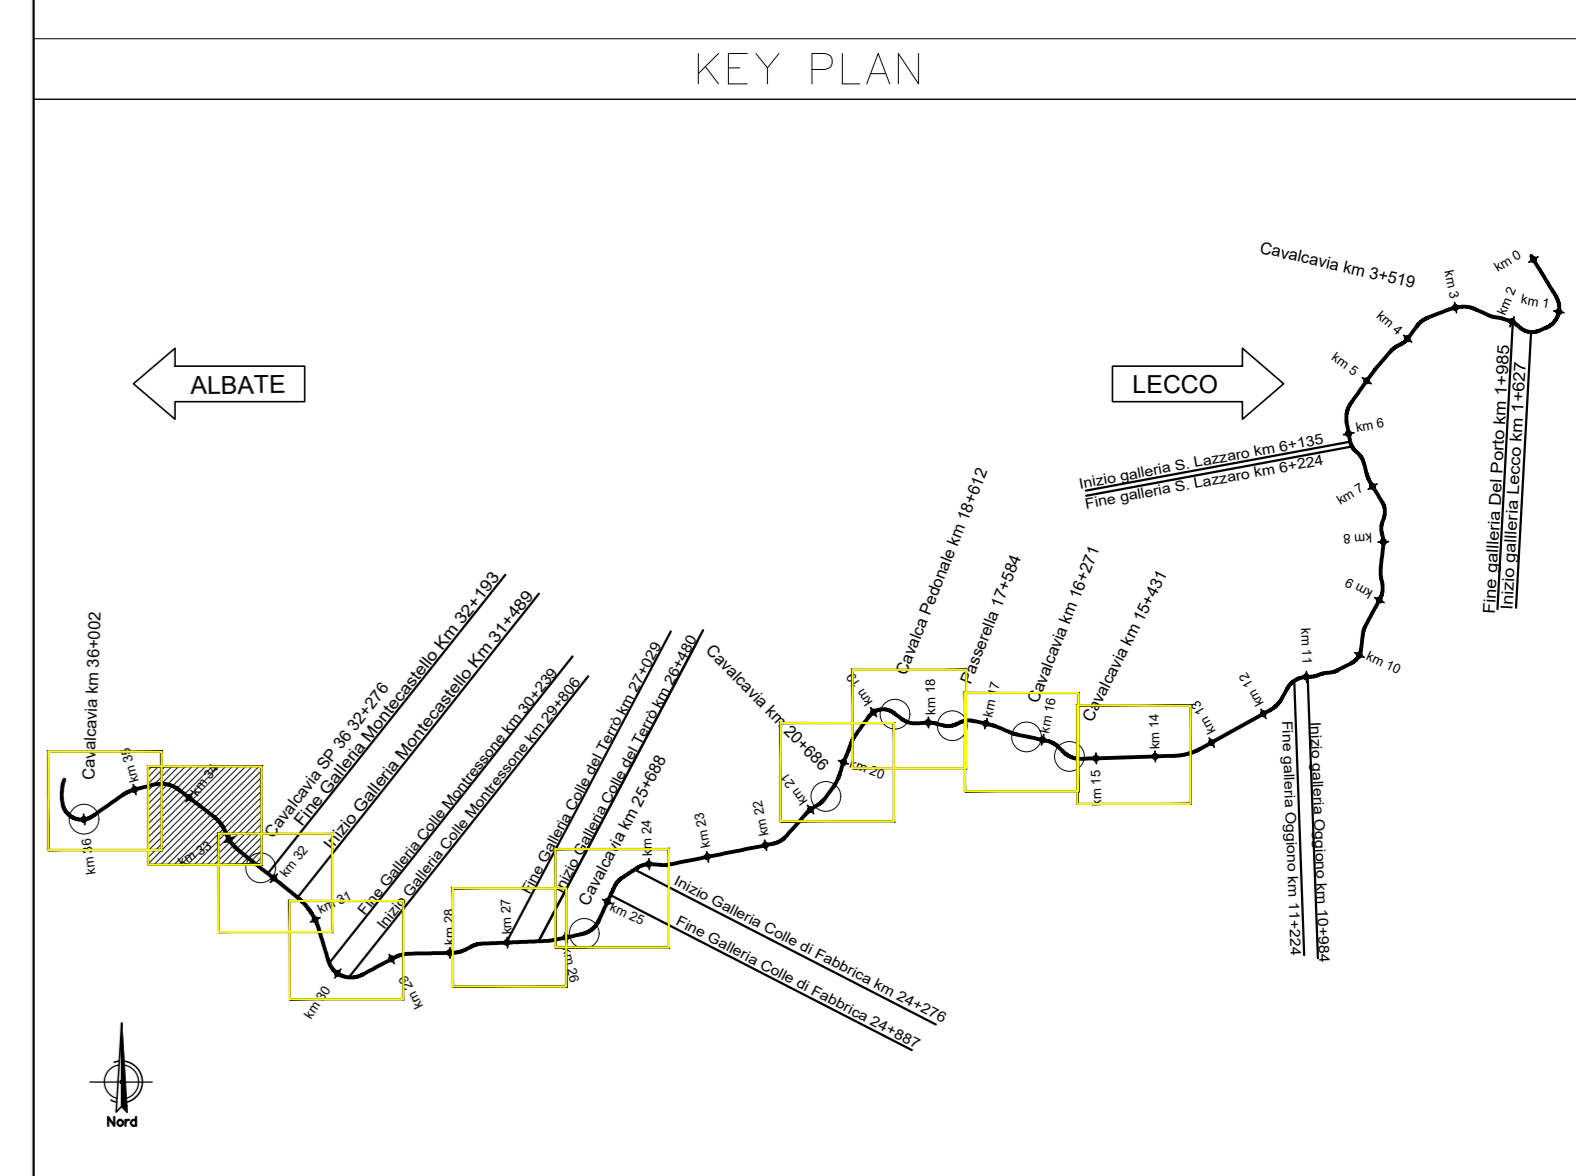 KEY PLAN
ALBATE
LECCO
km 0
km 1
km 2
km 3
Cavalcavia km 3+519
km 4
km 5
km 6
Fine gallleria Del Porto km 1+985
Inizio gallleria Lecco km 1+627
Inizio galleria S. Lazzaro km 6+135
Fine galleria S. Lazzaro km 6+224
km 7
km 8
km 9
km 10
km 11
Inizio galleria Oggiono km 10+984
Fine galleria Oggiono km 11+224
km 12
km 13
km 14
km 15
Cavalcavia km 15+431
km 16
Cavalcavia km 16+271
km 17
Passerella 17+584
km 18
Cavalca Pedonale km 18+612
km 19
km 20
Cavalcavia km 20+686
km 21
km 22
km 23
km 24
Inizio Galleria Colle di Fabbrica km 24+276
Fine Galleria Colle di Fabbrica 24+887
km 25
Cavalcavia km 25+688
km 26
Inizio Galleria Colle del Terrò km 26+480
Fine Galleria Colle del Terrò km 27+029
km 27
km 28
km 29
Inizio Galleria Colle Montressone km 29+806
km 30
Fine Galleria Colle Montressone km 30+239
km 31
Inizio Galleria Montecastello Km 31+489
km 32
Fine Galleria Montecastello Km 32+193
Cavalcavia SP 36 32+276
km 33
km 34
km 35
km 36
Cavalcavia km 36+002
Nord